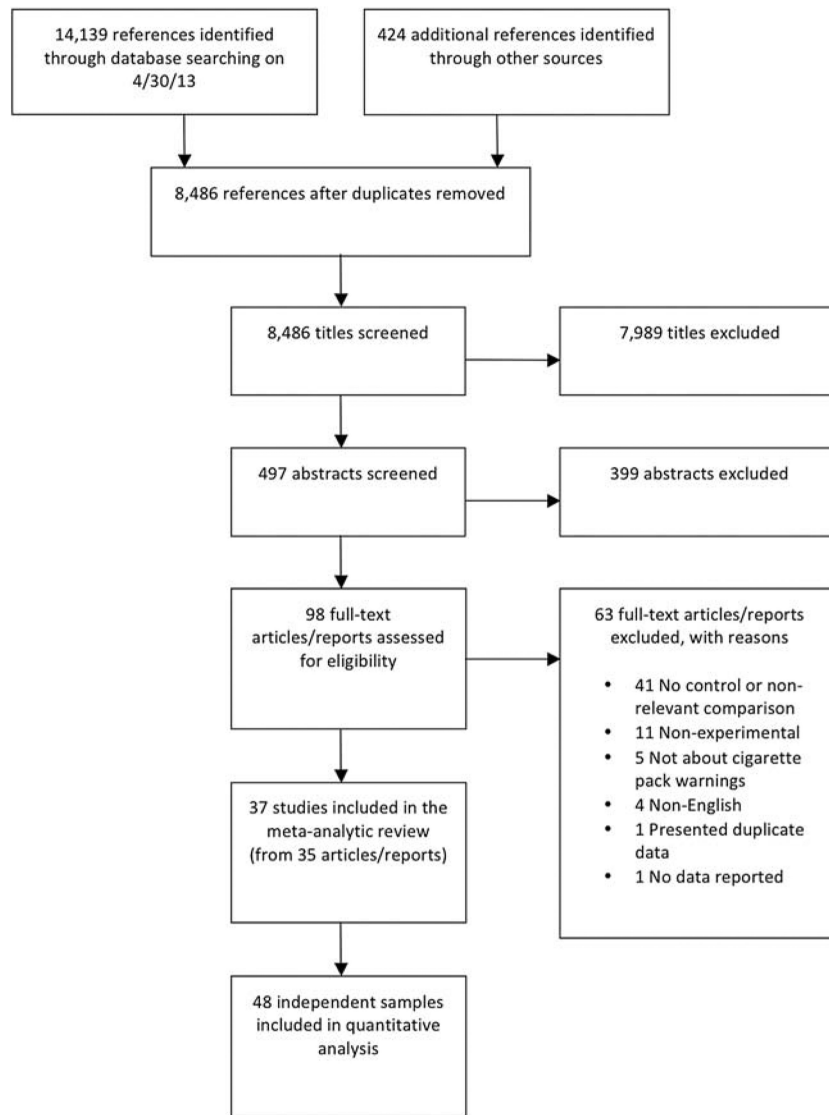 14,139 references identified
through database searching on
4/30/13
424 additional references identified
through other sources
8,486 references after duplicates removed
8,486 titles screened
7,989 titles excluded
497 abstracts screened
399 abstracts excluded
98 full-text
articles/reports assessed
for eligibility
63 full-text articles/reports
excluded, with reasons
• 41 No control or non-
relevant comparison
• 11 Non-experimental
• 5 Not about cigarette
pack warnings
• 4 Non-English
• 1 Presented duplicate
data
• 1 No data reported
37 studies included in the
meta-analytic review
(from 35 articles/reports)
48 independent samples
included in quantitative
analysis